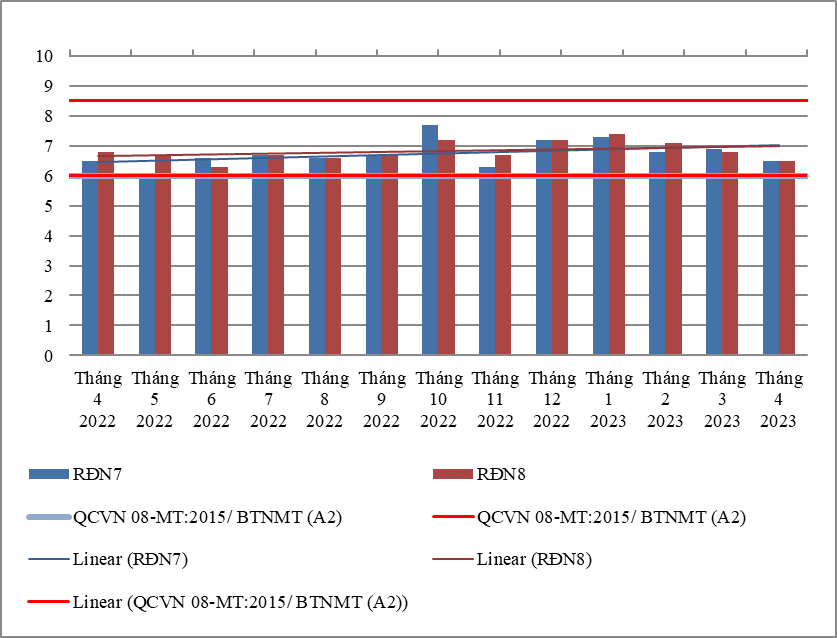 10
9
8
7
6
5
4
3
2
1
0
Tháng Tháng Tháng Tháng Tháng Tháng Tháng Tháng Tháng Tháng Tháng Tháng Tháng
4 5 6 7 8 9 10 11 12 1 2 3 4
2022 2022 2022 2022 2022 2022 2022 2022 2022 2023 2023 2023 2023
RĐN7 RĐN8
QCVN 08-MT:2015/ BTNMT (A2) QCVN 08-MT:2015/ BTNMT (A2)
Linear (RĐN7) Linear (RĐN8)
Linear (QCVN 08-MT:2015/ BTNMT (A2))